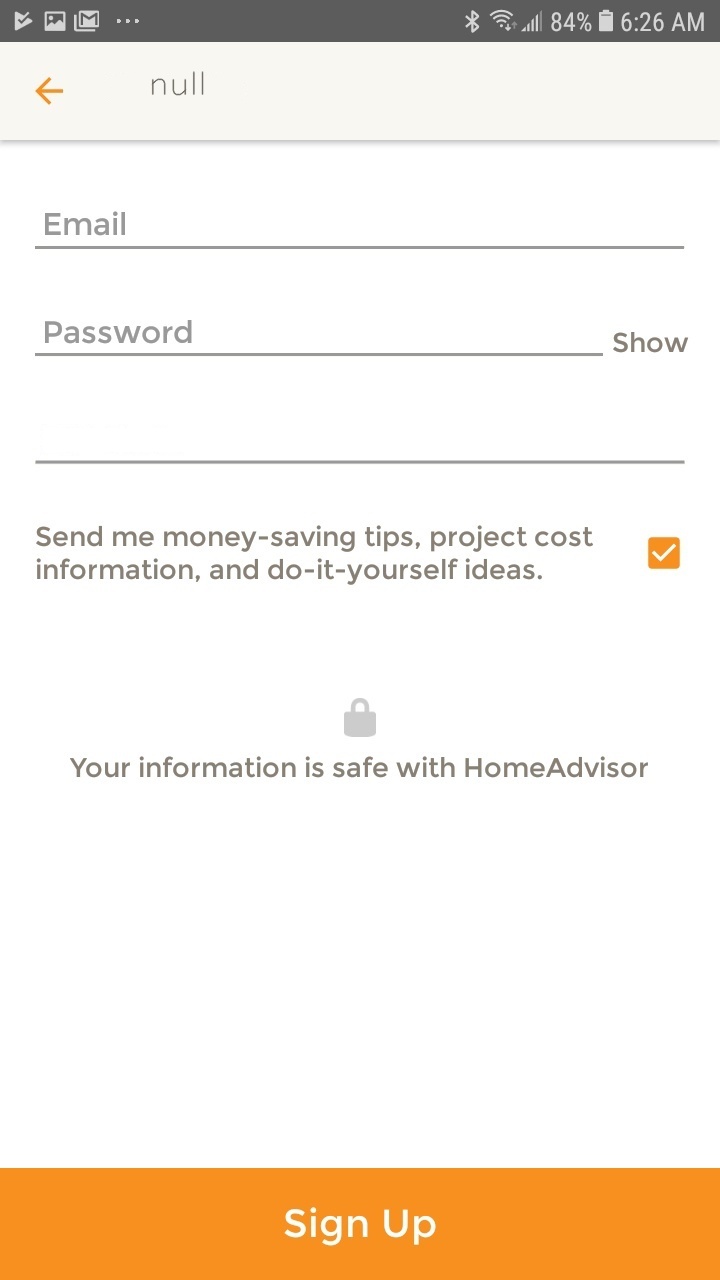 84% 6:26 AM
null
Email
Password
Show
Send me money-saving tips, project cost
information, and do-it-yourself ideas.
Your information is safe with HomeAdvisor
Sign Up